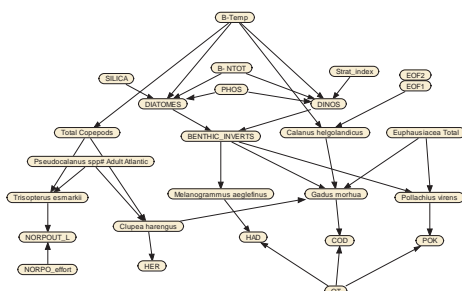 B-Temp
B- NTOT
Strat_index
SILICA
EOF2
EOF1
PHOS
DIATOMES
DINOS
Total Copepods
BENTHIC_INVERTS
Calanus helgolandicus
Euphausiacea Total
Pseudocalanus spp# Adult Atlantic
Trisopterus esmarkii
Melanogrammus aeglefinus
Gadus morhua
Pollachius virens
Clupea harengus
NORPOUT_L
HAD
COD
POK
NORPO_effort
HER